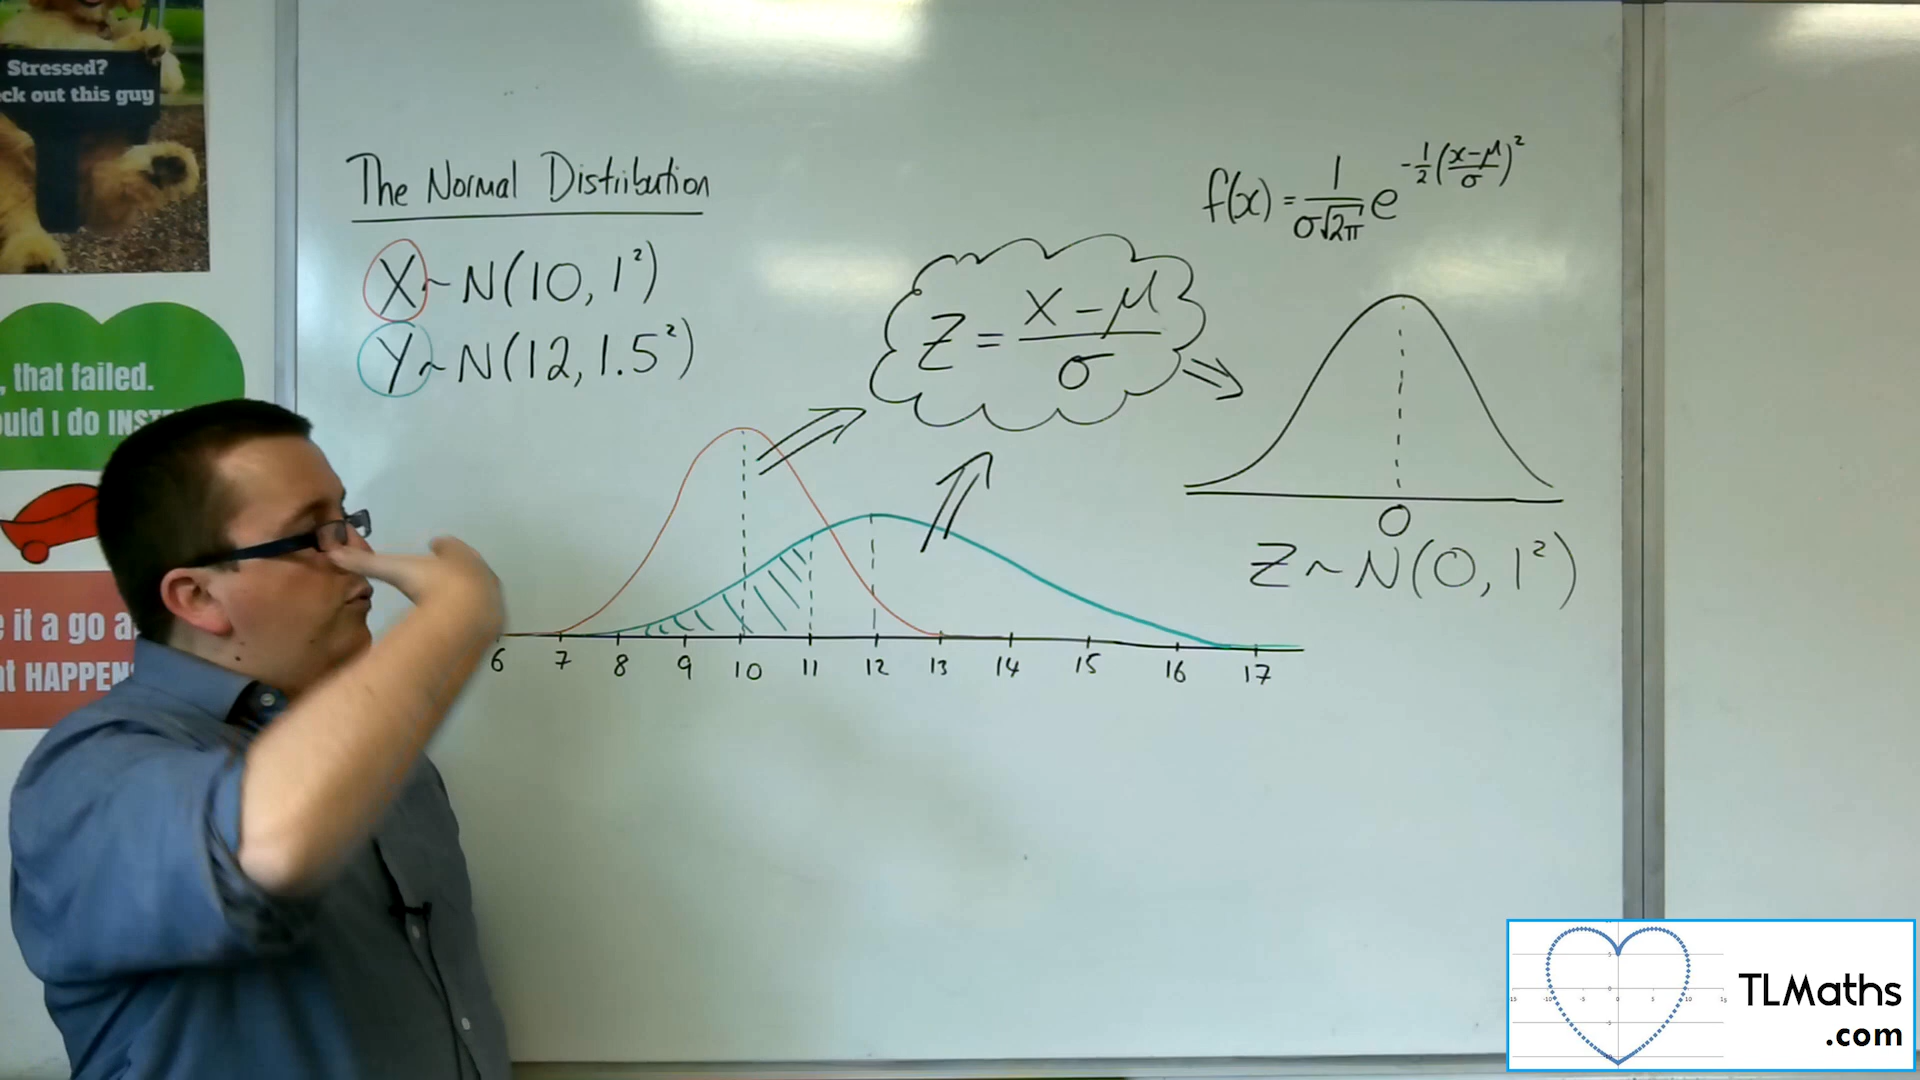 Stressed?
ck out this guy
, that failed.
uld I do INSTE
e it a go a
at HAPPEN
The Normal Distribution
X~N(10,1²)
Y~N(12,1.5²)
Z = X-μ / σ
f(x) = 1/σ√2π e^-½(x-μ/σ)²
0
Z~N(0,1²)
6 7 8 9 10 11 12 13 14 15 16 17
TLMaths
.com